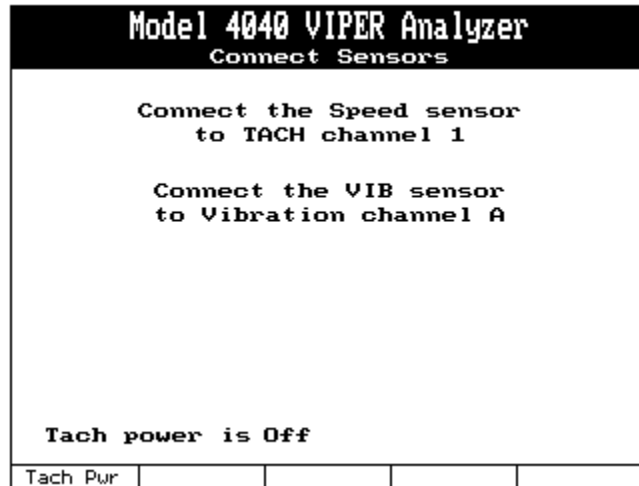 Model 4040 VIPER Analyzer
Connect Sensors
Connect the Speed sensor
to TACH channel 1
Connect the VIB sensor
to Vibration channel A
Tach power is Off
Tach Pwr